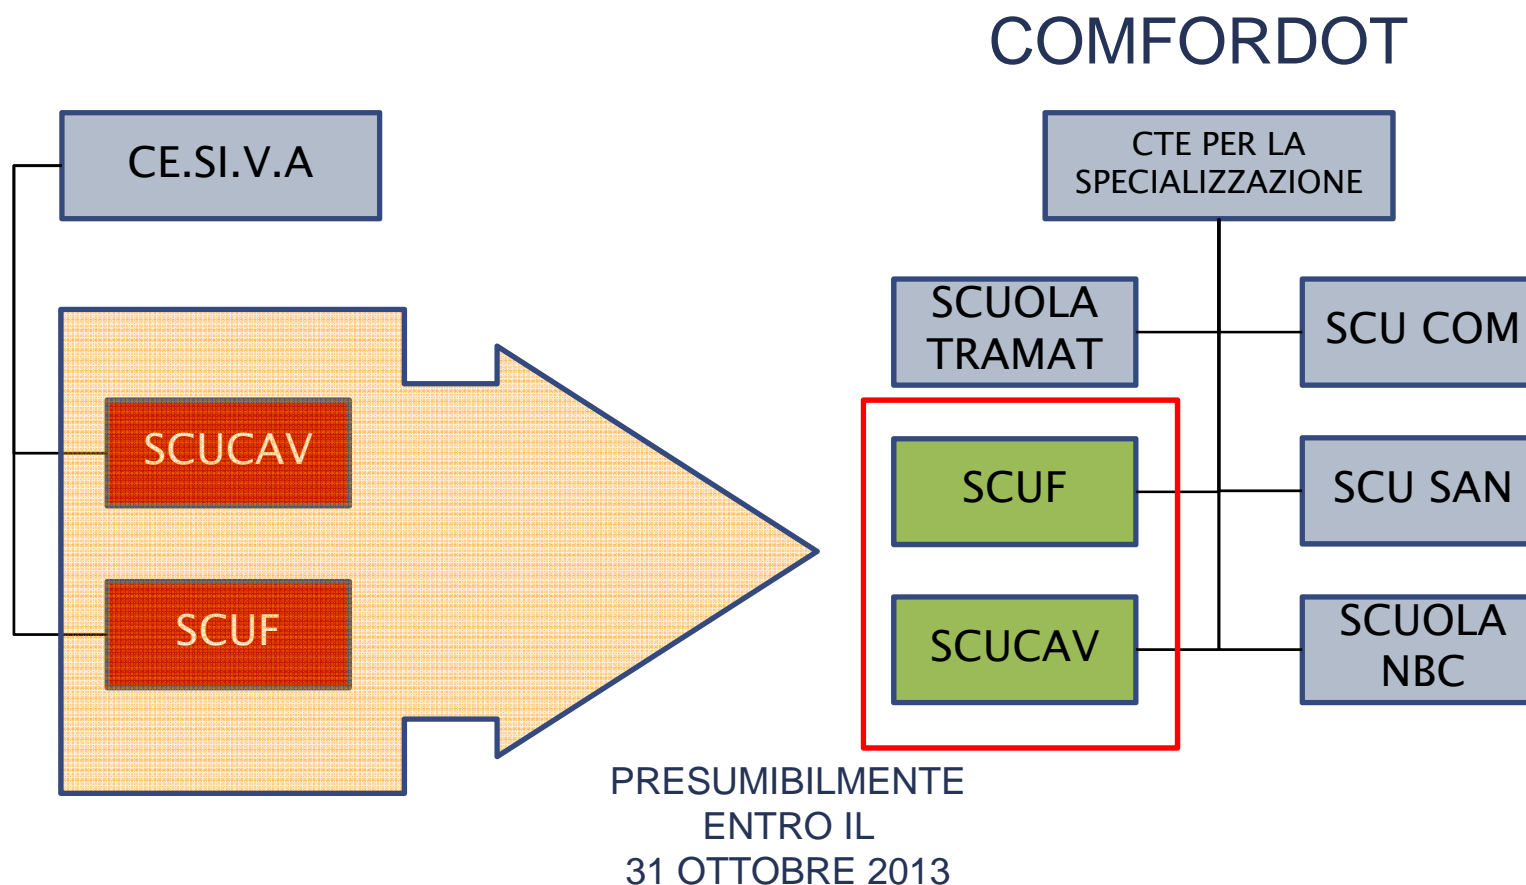 COMFORDOT
CE.SI.V.A
CTE PER LA
SPECIALIZZAZIONE
SCUOLA
TRAMAT
SCU COM
SCUCAV
SCUF
SCUF
SCU SAN
SCUCAV
SCUOLA
NBC
PRESUMIBILMENTE
ENTRO IL
31 OTTOBRE 2013